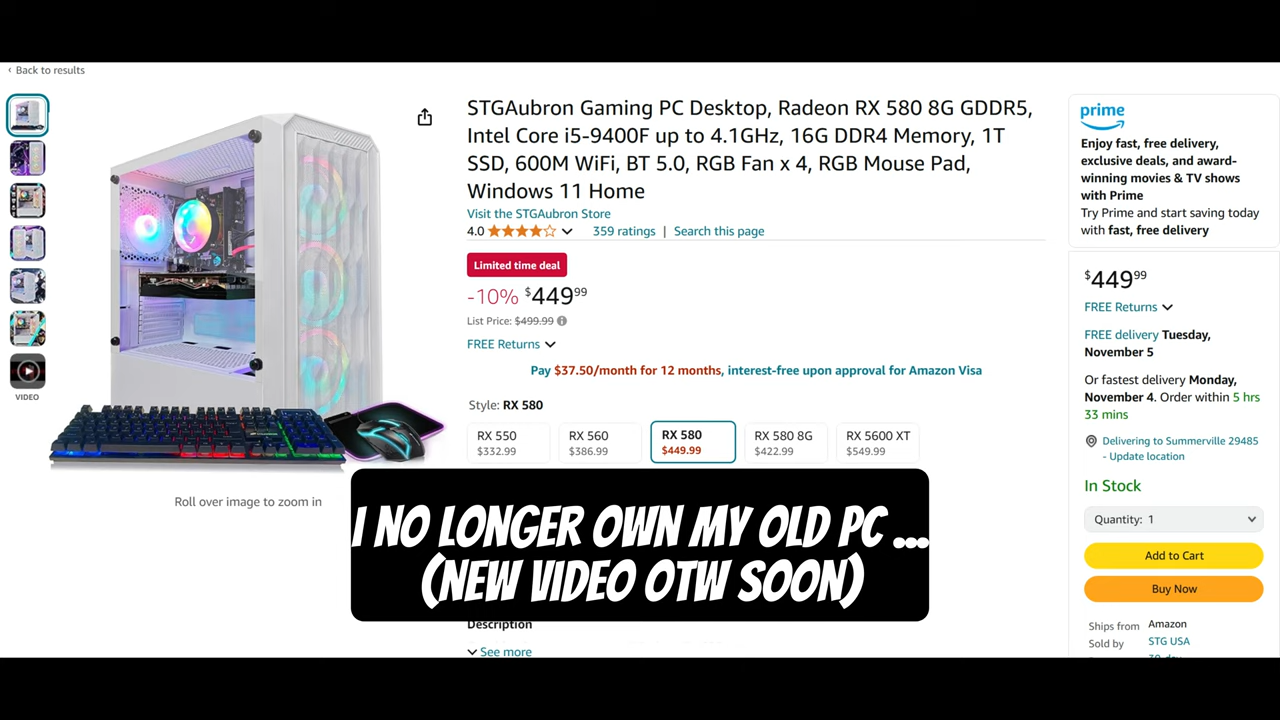 ‹ Back to results
STGAubron Gaming PC Desktop, Radeon RX 580 8G GDDR5,
Intel Core i5-9400F up to 4.1GHz, 16G DDR4 Memory, 1T
SSD, 600M WiFi, BT 5.0, RGB Fan x 4, RGB Mouse Pad,
Windows 11 Home
Visit the STGAubron Store
4.0 359 ratings | Search this page
Limited time deal
-10% $449⁹⁹
List Price: $499.99
FREE Returns
Pay $37.50/month for 12 months, interest-free upon approval for Amazon Visa
Style: RX 580
RX 550
$332.99
RX 560
$386.99
RX 580
$449.99
RX 580 8G
$422.99
RX 5600 XT
$549.99
VIDEO
Roll over image to zoom in
I NO LONGER OWN MY OLD PC ...
(NEW VIDEO OTW SOON)
Description
See more
prime
Enjoy fast, free delivery,
exclusive deals, and award-
winning movies & TV shows
with Prime
Try Prime and start saving today
with fast, free delivery
$449⁹⁹
FREE Returns
FREE delivery Tuesday,
November 5
Or fastest delivery Monday,
November 4. Order within 5 hrs
33 mins
Delivering to Summerville 29485
- Update location
In Stock
Quantity: 1
Add to Cart
Buy Now
Ships from Amazon
Sold by STG USA